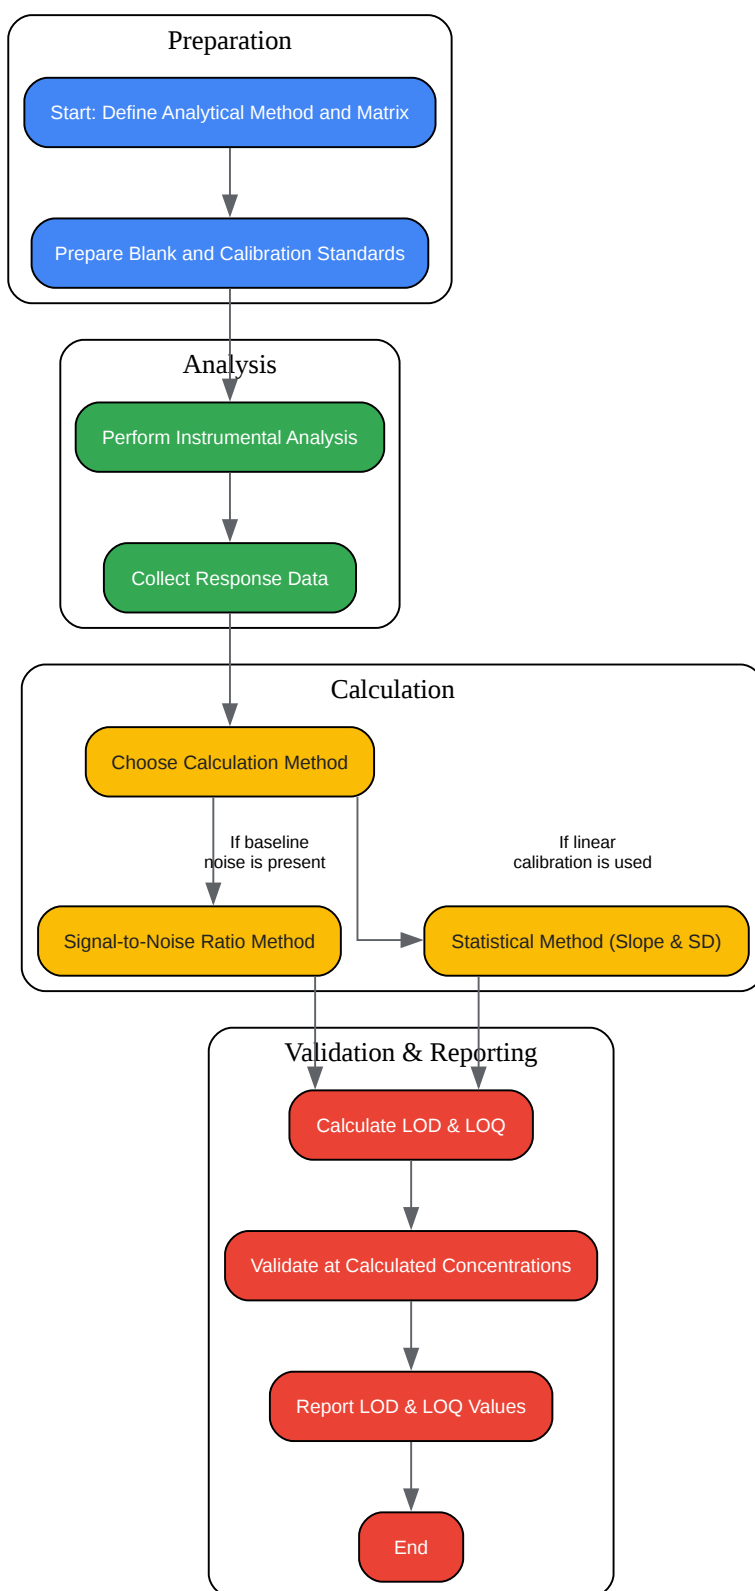 Preparation
Start: Define Analytical Method and Matrix
Prepare Blank and Calibration Standards
Analysis
Perform Instrumental Analysis
Collect Response Data
Calculation
Choose Calculation Method
If baseline
noise is present
If linear
calibration is used
Signal-to-Noise Ratio Method
Statistical Method (Slope & SD)
Validation & Reporting
Calculate LOD & LOQ
Validate at Calculated Concentrations
Report LOD & LOQ Values
End